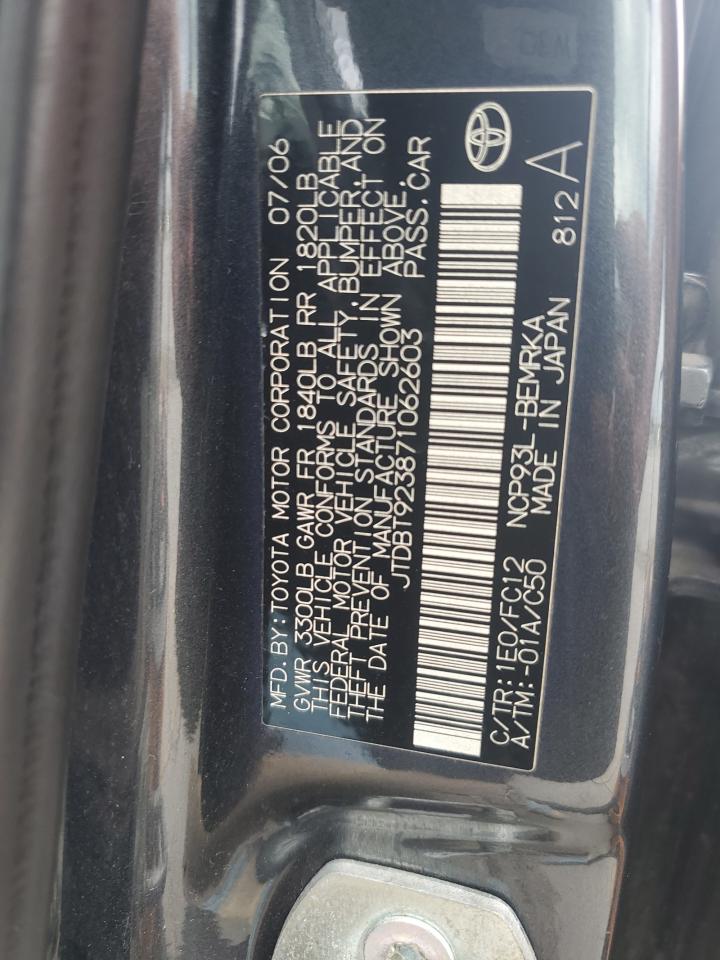 MFD. BY: TOYOTA MOTOR CORPORATION 07/06
GVWR 3300LB GAWR FR 1840LB RR 1820LB
THIS VEHICLE CONFORMS TO ALL APPLICABLE
FEDERAL MOTOR VEHICLE SAFETY, BUMPER, AND
THEFT PREVENTION STANDARDS IN EFFECT ON
THE DATE OF MANUFACTURE SHOWN ABOVE.
JTDBT923871062603 PASS. CAR
C/TR: 1E0/FC12 NCP93L-BEMRKA 812 A
A/TM: -01A/C50 MADE IN JAPAN